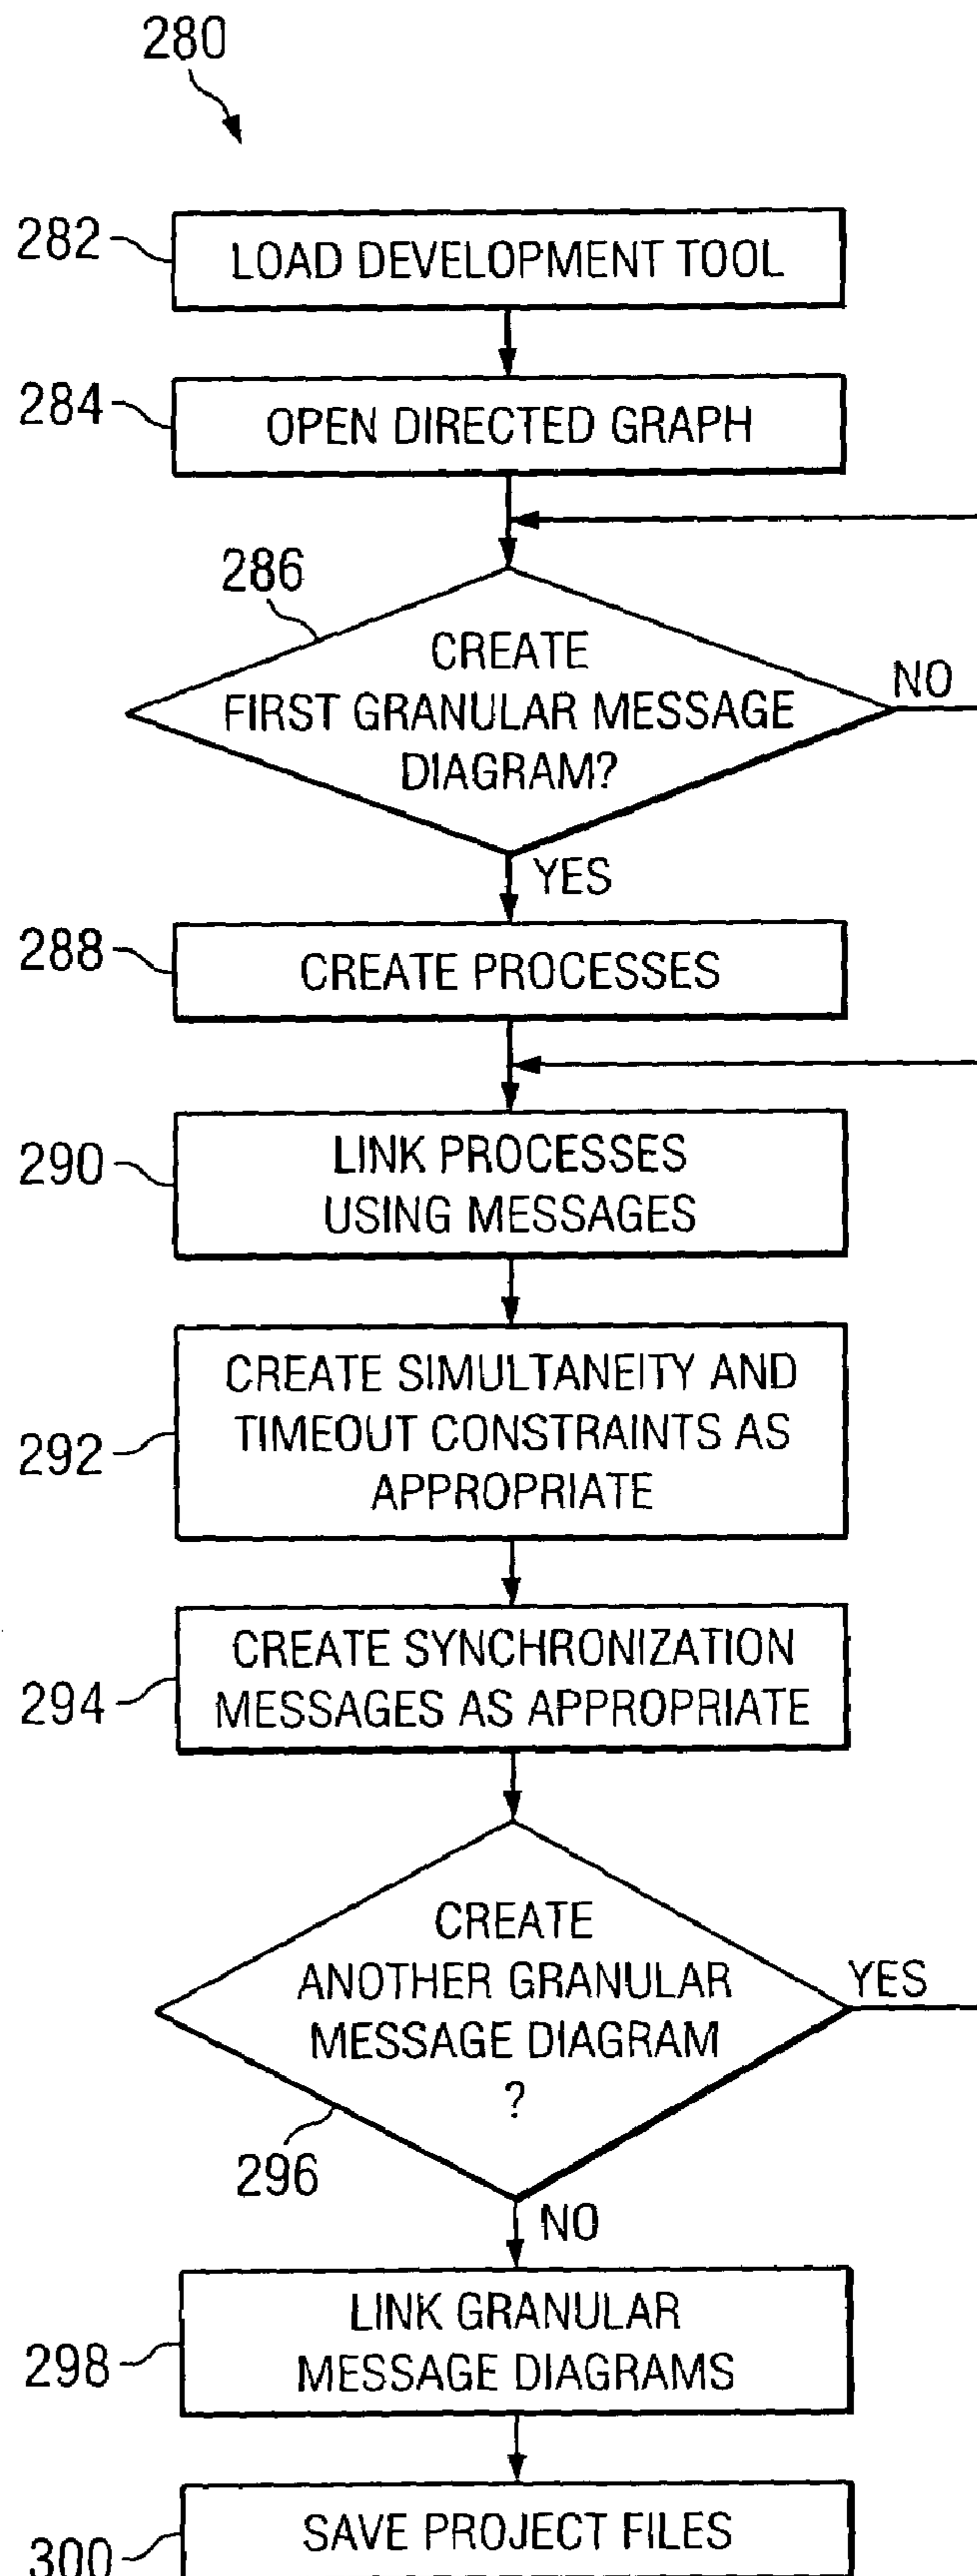 280
282
LOAD DEVELOPMENT TOOL
284
OPEN DIRECTED GRAPH
286
CREATE
FIRST GRANULAR MESSAGE
DIAGRAM?
NO
YES
288
CREATE PROCESSES
290
LINK PROCESSES
USING MESSAGES
292
CREATE SIMULTANEITY AND
TIMEOUT CONSTRAINTS AS
APPROPRIATE
294
CREATE SYNCHRONIZATION
MESSAGES AS APPROPRIATE
CREATE
ANOTHER GRANULAR
MESSAGE DIAGRAM
?
YES
296
NO
298
LINK GRANULAR
MESSAGE DIAGRAMS
300
SAVE PROJECT FILES